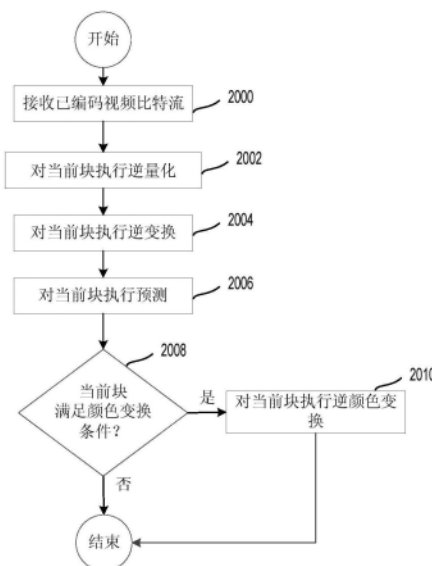 开始
接收已编码视频比特流
2000
对当前块执行逆量化
2002
对当前块执行逆变换
2004
对当前块执行预测
2006
2008
当前块
满足颜色变换
条件？
是
2010
对当前块执行逆颜色变
换
否
结束